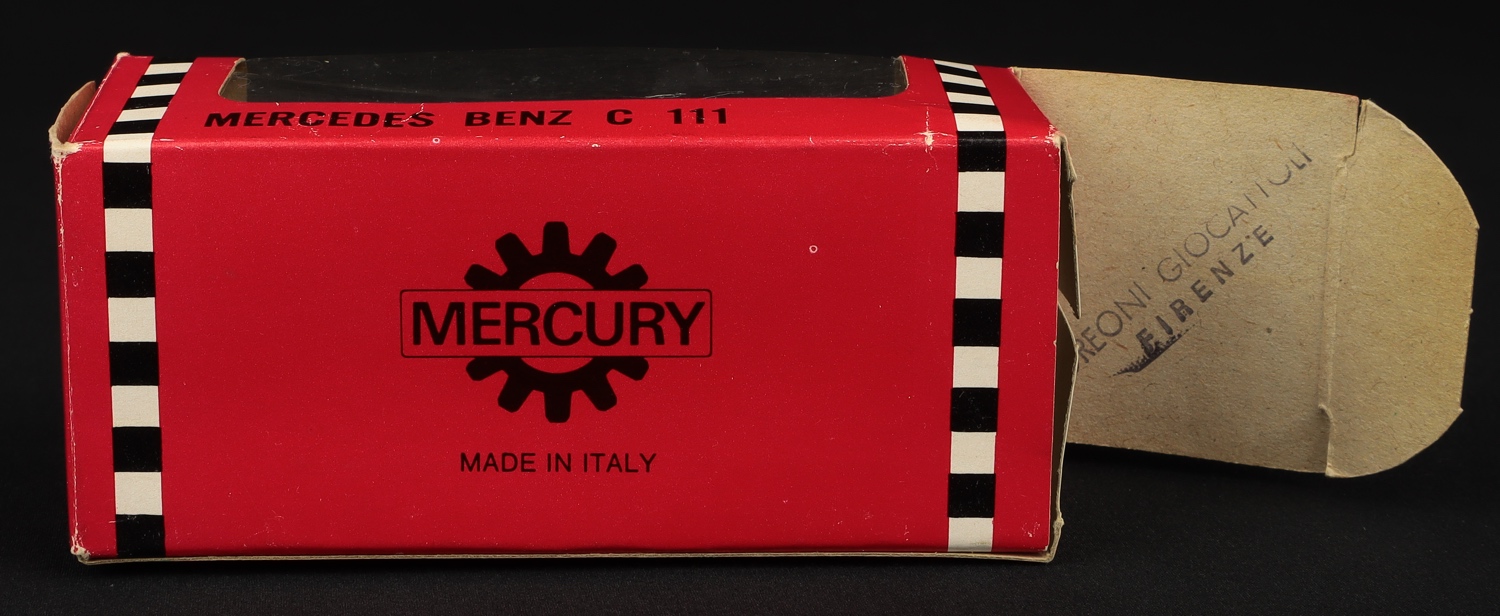 MERCEDES BENZ C 111
MERCURY
MADE IN ITALY
GIOCATTOLI
FIRENZE